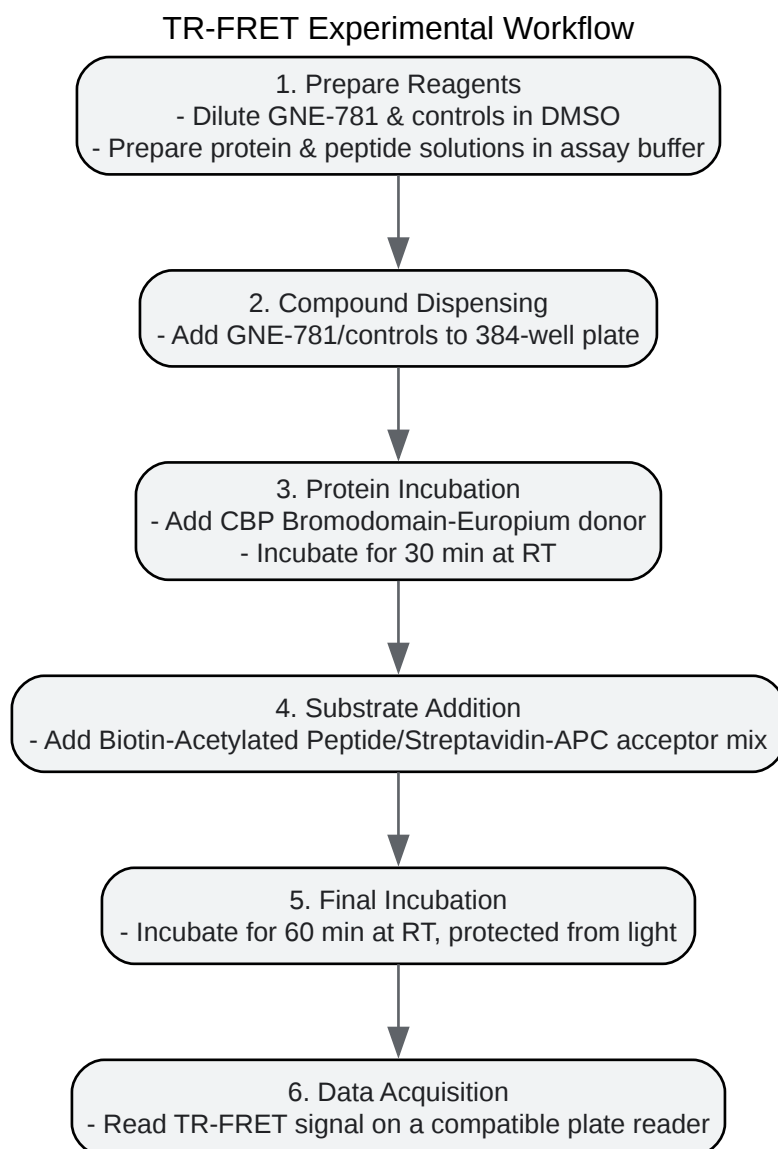 TR-FRET Experimental Workflow
1. Prepare Reagents
- Dilute GNE-781 & controls in DMSO
- Prepare protein & peptide solutions in assay buffer
2. Compound Dispensing
- Add GNE-781/controls to 384-well plate
3. Protein Incubation
- Add CBP Bromodomain-Europium donor
- Incubate for 30 min at RT
4. Substrate Addition
- Add Biotin-Acetylated Peptide/Streptavidin-APC acceptor mix
5. Final Incubation
- Incubate for 60 min at RT, protected from light
6. Data Acquisition
- Read TR-FRET signal on a compatible plate reader